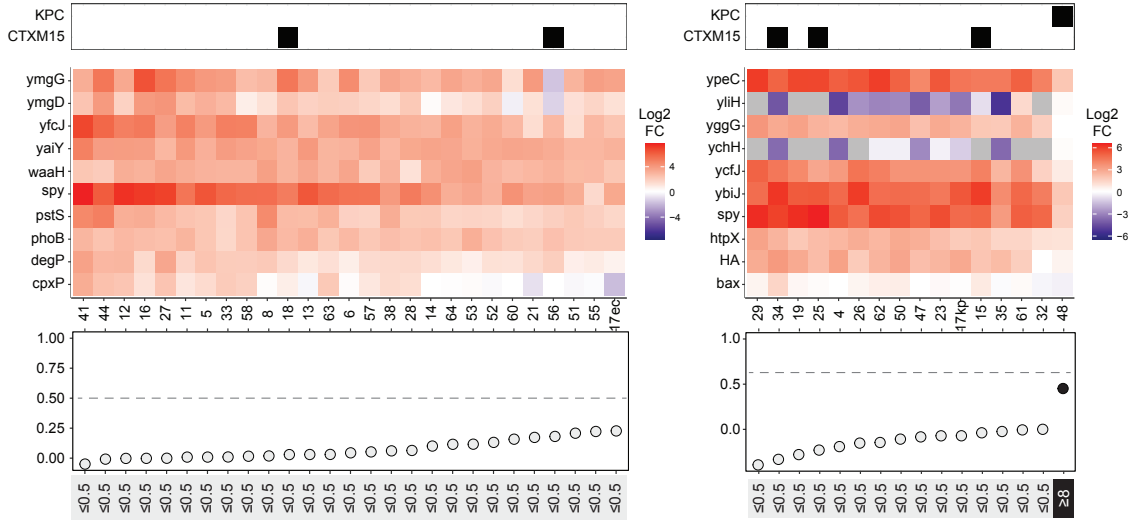 KPC
CTXM15
ymgG
ymgD
yfcJ
yaiY
waaH
spy
pstS
phoB
degP
cpxP
Log2
FC
4
0
−4
41 44 12 16 27 11 5 33 58 8 18 13 63 6 57 38 28 14 64 53 52 60 21 56 51 55 17ec
1.00
0.50
0.25
0.00
≤0.5 ≤0.5 ≤0.5 ≤0.5 ≤0.5 ≤0.5 ≤0.5 ≤0.5 ≤0.5 ≤0.5 ≤0.5 ≤0.5 ≤0.5 ≤0.5 ≤0.5 ≤0.5 ≤0.5 ≤0.5 ≤0.5 ≤0.5 ≤0.5 ≤0.5 ≤0.5 ≤0.5 ≤0.5 ≤0.5 ≤0.5
KPC
CTXM15
ypeC
yliH
yggG
ychH
ycfJ
ybiJ
spy
htpX
HA
bax
Log2
FC
6
3
0
−3
−6
29 34 19 25 4 26 62 50 47 23 17kp 15 35 61 32 48
1.0
0.5
0.0
≤0.5 ≤0.5 ≤0.5 ≤0.5 ≤0.5 ≤0.5 ≤0.5 ≤0.5 ≤0.5 ≤0.5 ≤0.5 ≤0.5 ≤0.5 ≤0.5 ≤0.5 ≥8